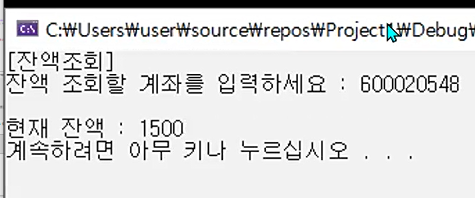 C:₩Users₩user₩source₩repos₩Project1₩Debug₩
[잔액조회]
잔액 조회할 계좌를 입력하세요 : 600020548
현재 잔액 : 1500
계속하려면 아무 키나 누르십시오 . . .